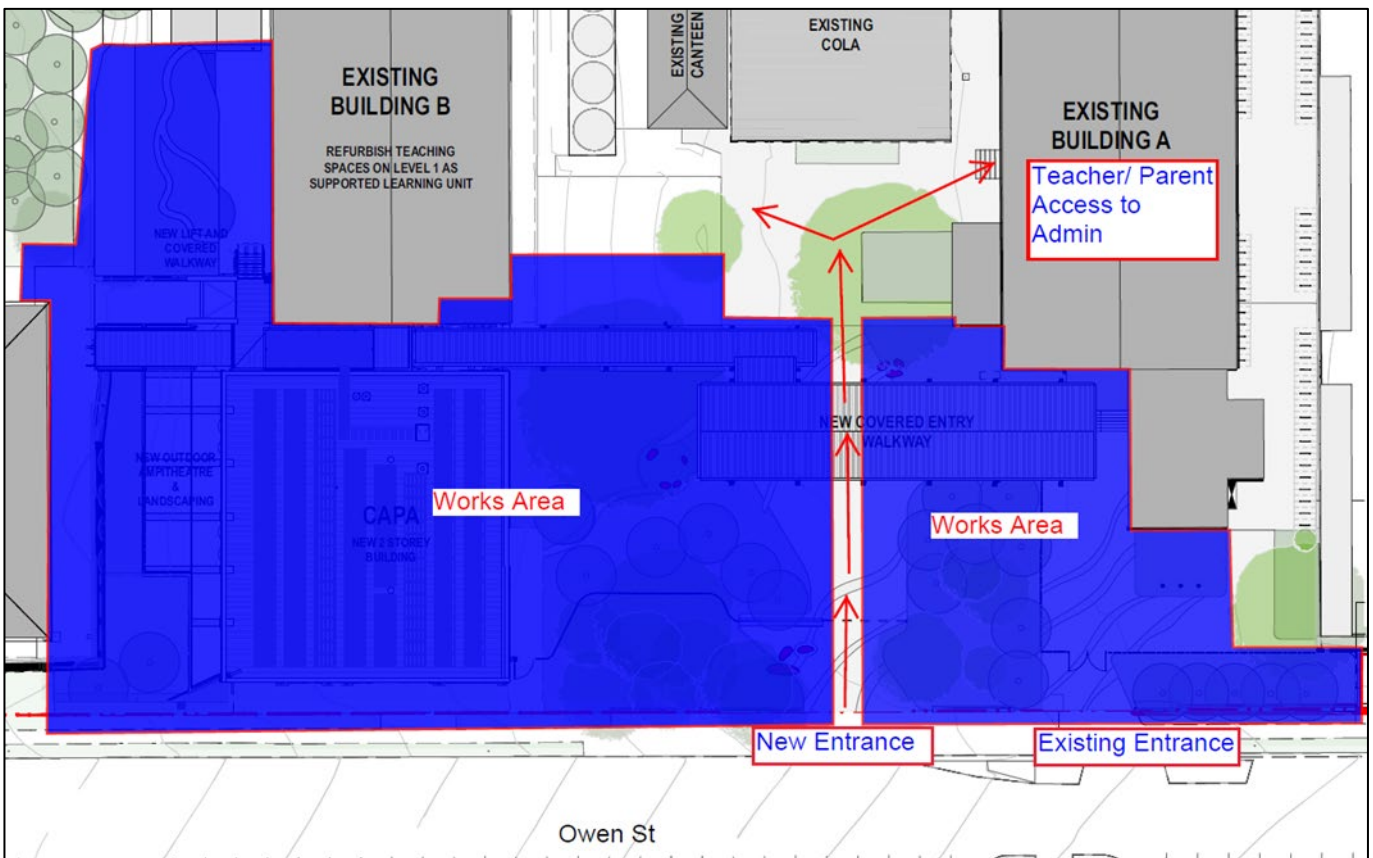 EXISTING
BUILDING B
REFURBISH TEACHING
SPACES ON LEVEL 1 AS
SUPPORTED LEARNING UNIT
EXISTING
CANTEEN
EXISTING
COLA
EXISTING
BUILDING A
Teacher/ Parent
Access to
Admin
NEW LIFT AND
COVERED
WALKWAY
NEW COVERED ENTRY
WALKWAY
NEW OUTDOOR
AMPITHEATRE
&
LANDSCAPING
Works Area
CAPA
NEW 2 STOREY
BUILDING
Works Area
New Entrance
Existing Entrance
Owen St